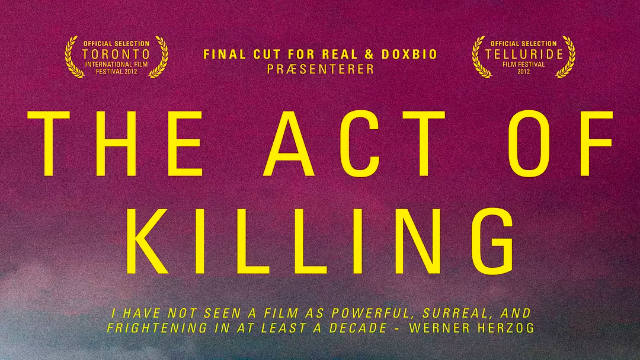 OFFICIAL SELECTION
TORONTO
INTERNATIONAL FILM
FESTIVAL 2012
FINAL CUT FOR REAL & DOXBIO
PRÆSENTERER
OFFICIAL SELECTION
TELLURIDE
FILM FESTIVAL
2012
THE ACT OF
KILLING
I HAVE NOT SEEN A FILM AS POWERFUL, SURREAL, AND
FRIGHTENING IN AT LEAST A DECADE - WERNER HERZOG